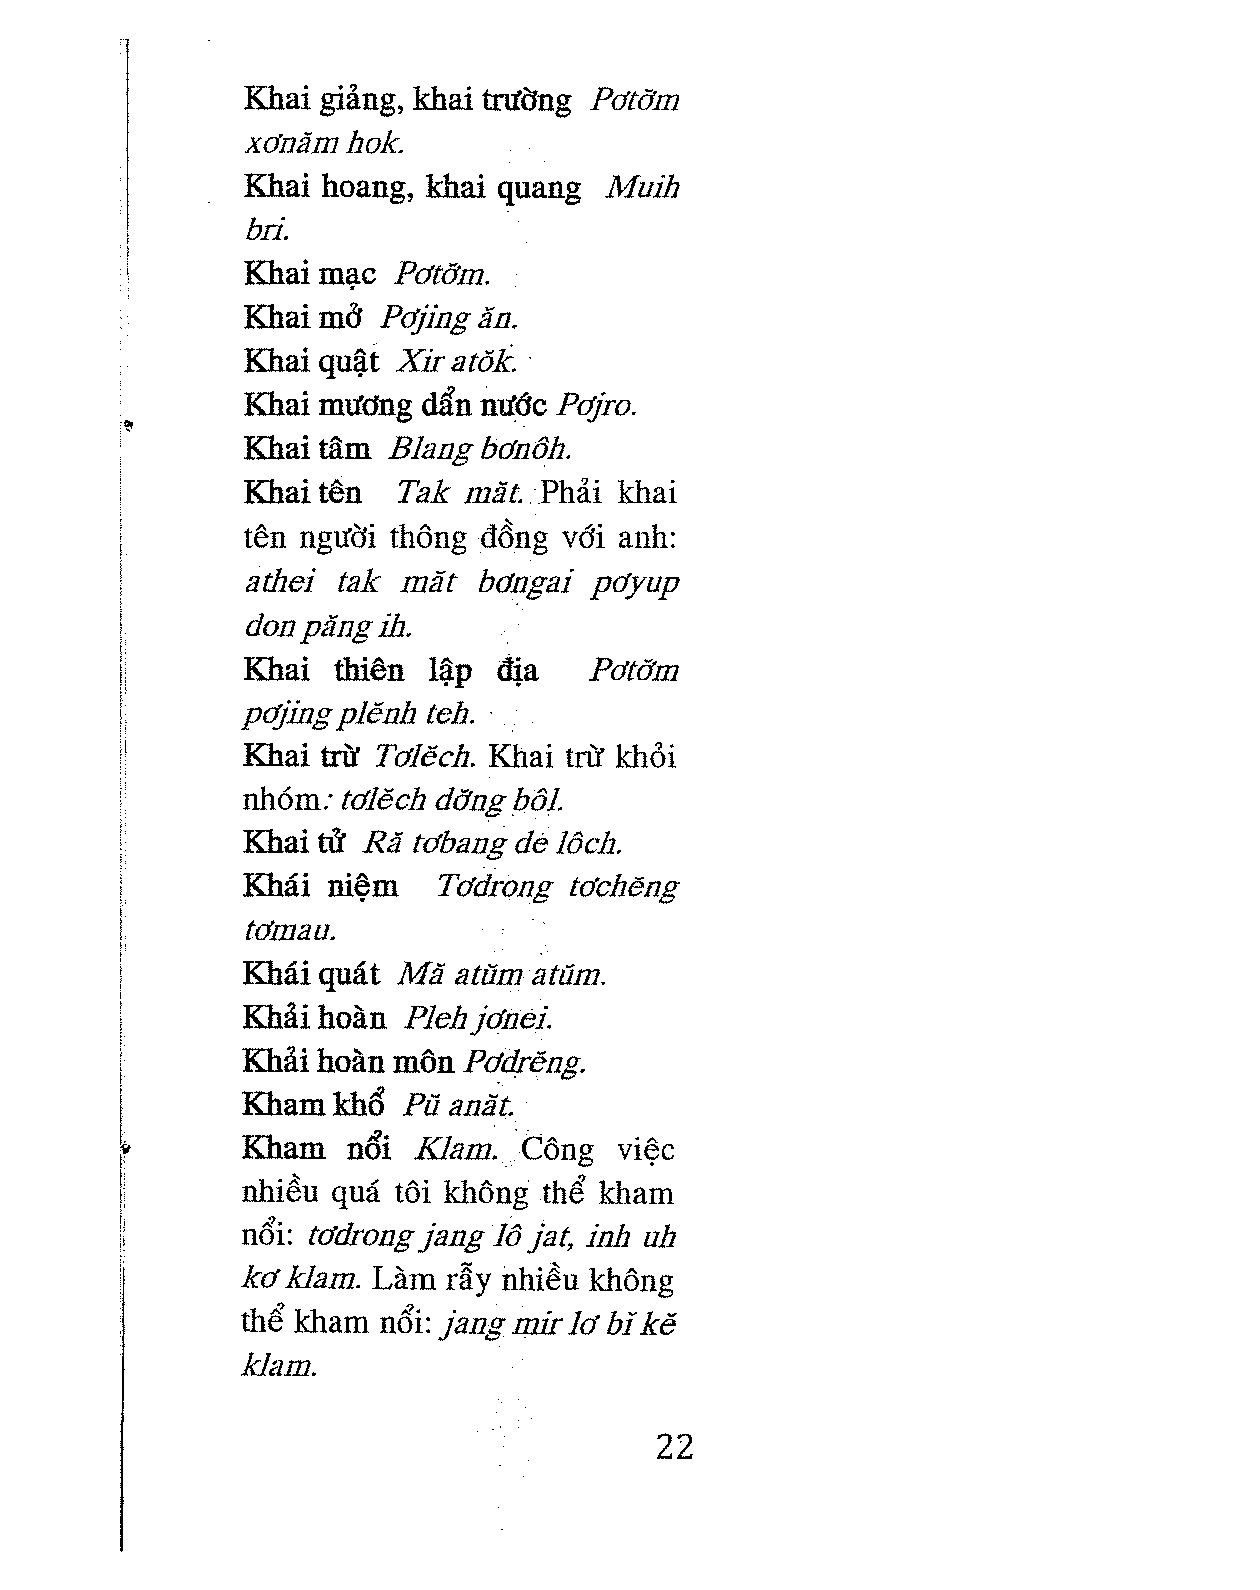 Khai giảng, khai trường Pơtơ̆m
xơnăm hok.
Khai hoang, khai quang Muih
bri.
Khai mạc Pơtơ̆m.
Khai mở Pơjing ăn.
Khai quật Xir atŏk.
Khai mương dẩn nước Pơjro.
Khai tâm Blang bơnôh.
Khai tên Tak măt. Phải khai
tên người thông đồng với anh:
athei tak măt bơngai pơyup
don păng ih.
Khai thiên lập địa Pơtơ̆m
pơjing plĕnh teh.
Khai trừ Tơlĕch. Khai trừ khỏi
nhóm: tơlĕch dơ̆ng bôl.
Khai tử Ră tơbang de lôch.
Khái niệm Tơdrong tơchĕng
tơmau.
Khái quát Mă atŭm atŭm.
Khải hoàn Pleh jơnei.
Khải hoàn môn Pơdrĕng.
Kham khổ Pŭ anăt.
Kham nổi Klam. Công việc
nhiều quá tôi không thể kham
nổi: tơdrong jang lô jat, inh uh
kơ klam. Làm rẫy nhiều không
thể kham nổi: jang mir lơ bĭ kĕ
klam.
22